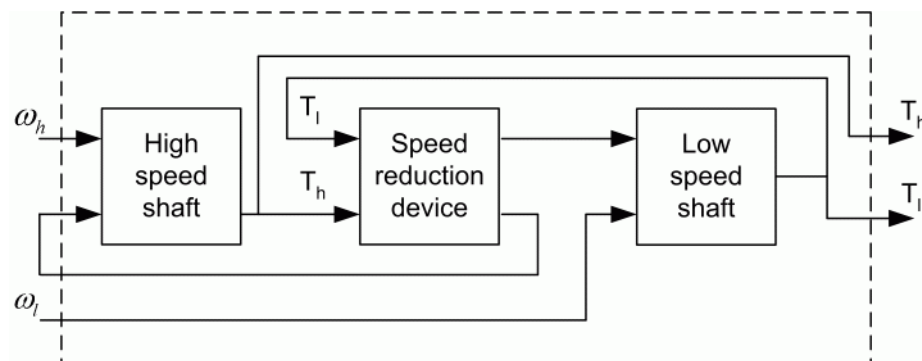 ω_h
High
speed
shaft
T_l
T_h
Speed
reduction
device
Low
speed
shaft
T_h
T_l
ω_l